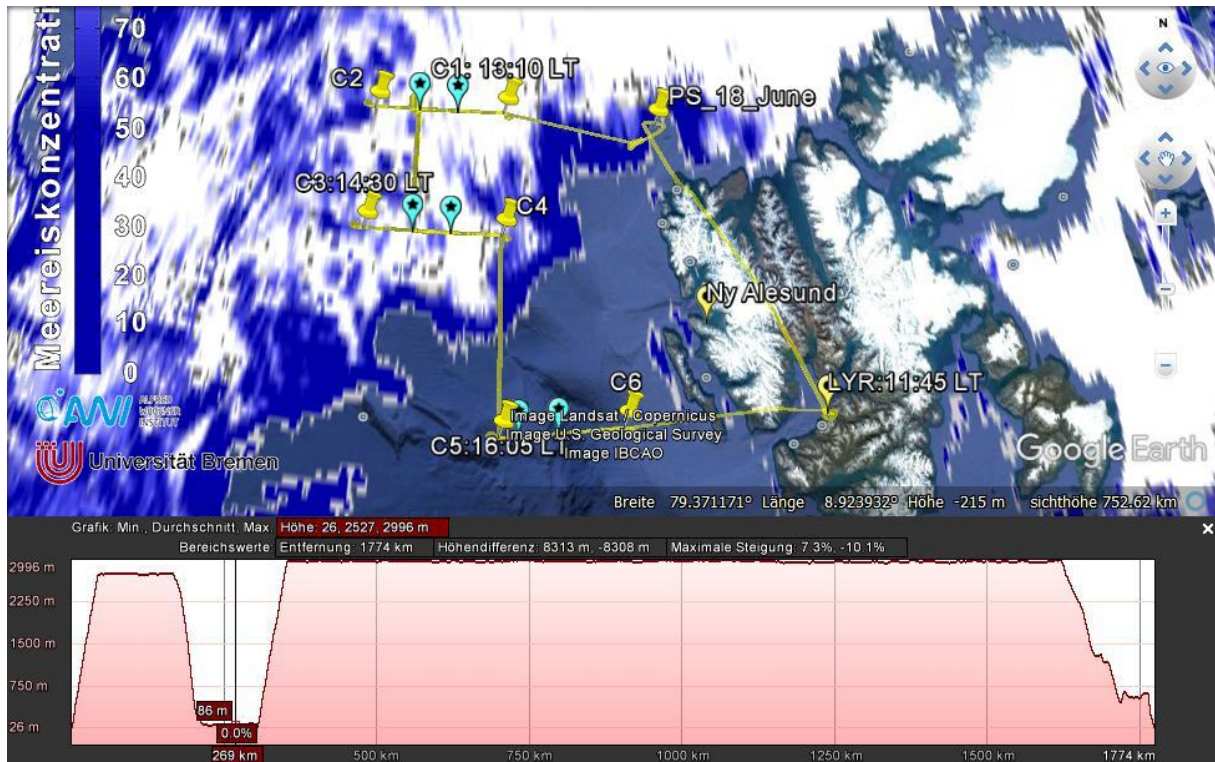 Meereiskonzentrati
70
60
50
40
30
20
10
0
C2
C1: 13:10 LT
PS_18_June
C3:14:30 LT
C4
Ny Alesund
C6
LYR:11:45 LT
C5:16:05 LT
Image Landsat / Copernicus
Image U.S. Geological Survey
Image IBCAO
N
AWI
ALFRED
WEGENER
INSTITUT
Universität Bremen
Google Earth
Breite 79.371171° Länge 8.923932° Höhe -215 m sichthöhe 752.62 km
Grafik: Min., Durchschnitt, Max. Höhe: 26, 2527, 2996 m
Bereichswerte: Entfernung: 1774 km Höhendifferenz: 8313 m, -8308 m Maximale Steigung: 7.3%, -10.1%
2996 m
2250 m
1500 m
750 m
26 m
86 m
0.0%
269 km
500 km
750 km
1000 km
1250 km
1500 km
1774 km